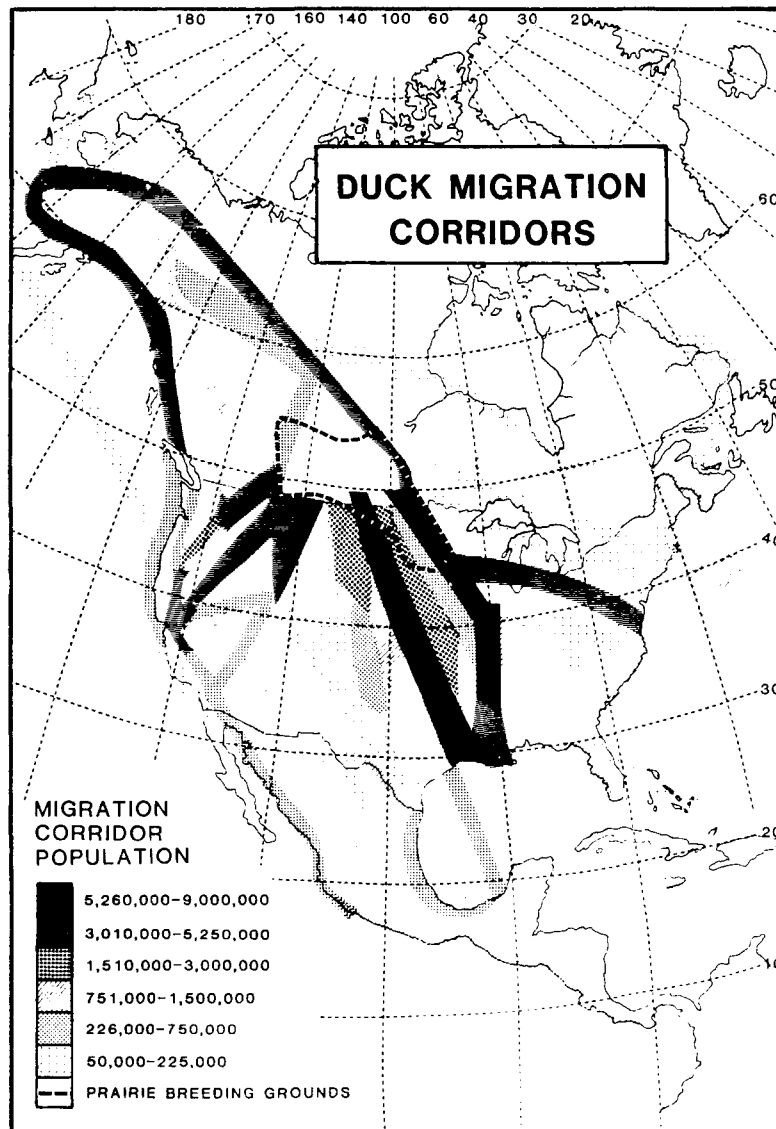 180 170 160 140 100 60 40 30 20
DUCK MIGRATION
CORRIDORS
60
50
40
30
20
10
MIGRATION
CORRIDOR
POPULATION
5,260,000-9,000,000
3,010,000-5,250,000
1,510,000-3,000,000
751,000-1,500,000
226,000-750,000
50,000-225,000
PRAIRIE BREEDING GROUNDS